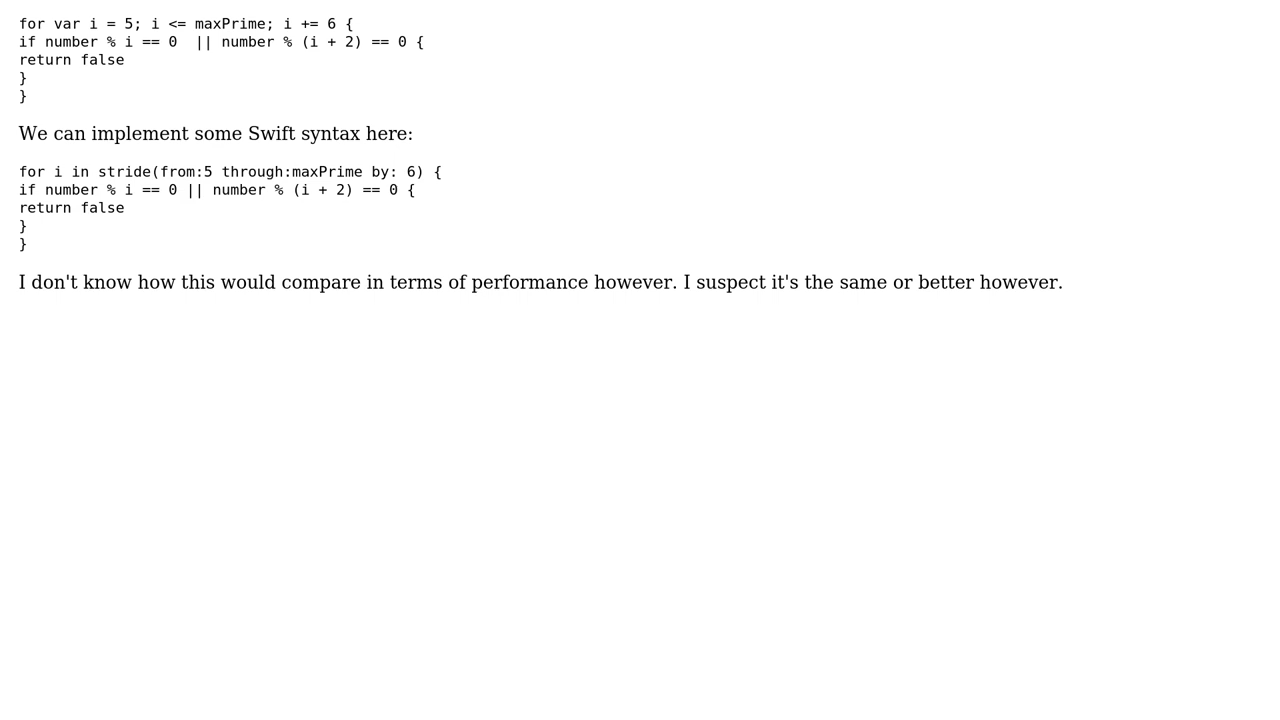 for var i = 5; i <= maxPrime; i += 6 {
if number % i == 0  || number % (i + 2) == 0 {
return false
}
}
We can implement some Swift syntax here:
for i in stride(from:5 through:maxPrime by: 6) {
if number % i == 0 || number % (i + 2) == 0 {
return false
}
}
I don't know how this would compare in terms of performance however. I suspect it's the same or better however.